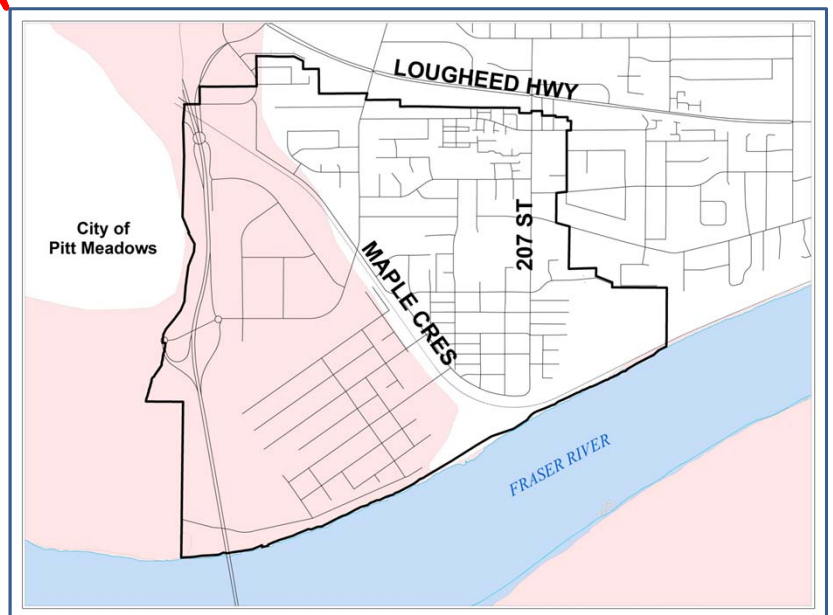 LOUGHEED HWY
City of
Pitt Meadows
207 ST
MAPLE CRES
FRASER RIVER